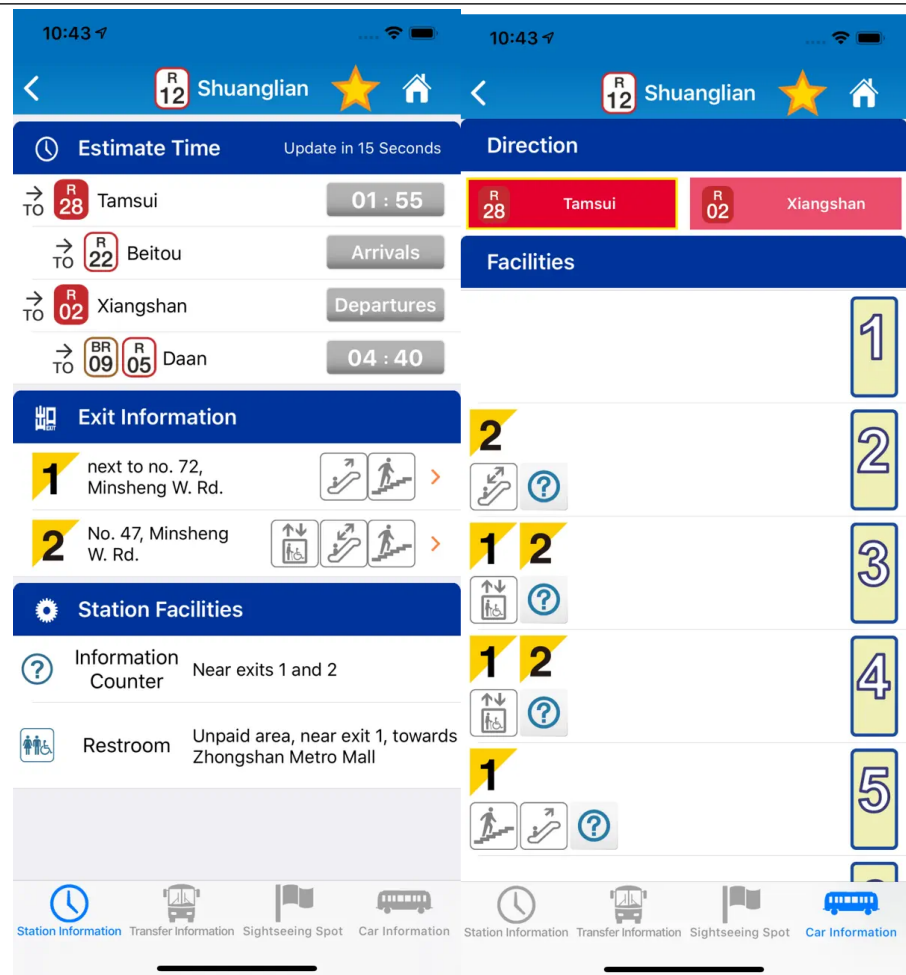 10:43
R
12
Shuanglian
Estimate Time
Update in 15 Seconds
TO
R
28
Tamsui
01 : 55
TO
R
22
Beitou
Arrivals
TO
R
02
Xiangshan
Departures
TO
BR
09
R
05
Daan
04 : 40
EXIT
Exit Information
1
next to no. 72,
Minsheng W. Rd.
2
No. 47, Minsheng
W. Rd.
Station Facilities
?
Information
Counter
Near exits 1 and 2
Restroom
Unpaid area, near exit 1, towards
Zhongshan Metro Mall
Station Information
Transfer Information
Sightseeing Spot
Car Information
10:43
R
12
Shuanglian
Direction
R
28
Tamsui
R
02
Xiangshan
Facilities
1
2
?
2
1 2
?
3
1 2
?
4
1
?
5
Station Information
Transfer Information
Sightseeing Spot
Car Information